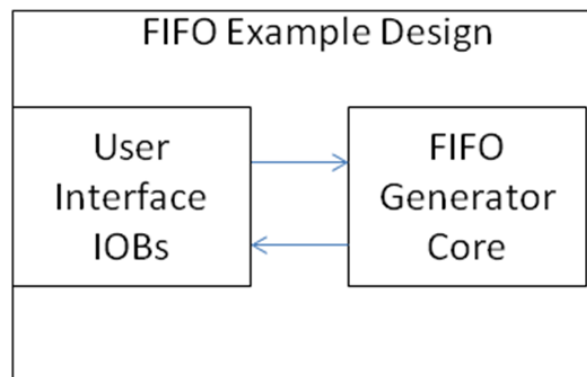 FIFO Example Design
User
Interface
IOBs
FIFO
Generator
Core